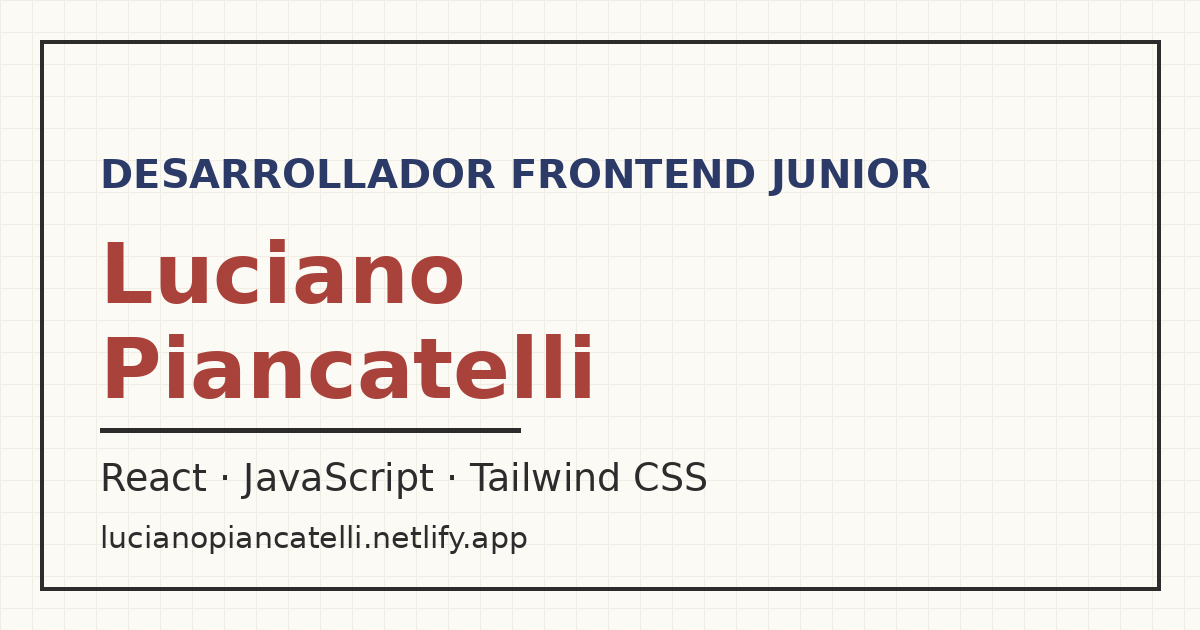 DESARROLLADOR FRONTEND JUNIOR
Luciano
Piancatelli
React · JavaScript · Tailwind CSS
lucianopiancatelli.netlify.app